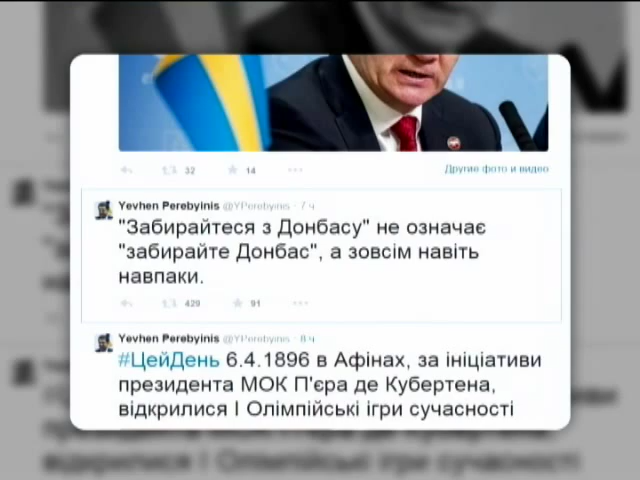 32 14 Другие фото и видео
Yevhen Perebyinis @YPerebyinis · 7 ч
"Забирайтеся з Донбасу" не означає
"забирайте Донбас", а зовсім навіть
навпаки.
429 91
Yevhen Perebyinis @YPerebyinis · 8 ч
#ЦейДень 6.4.1896 в Афінах, за ініціативи
президента МОК П'єра де Кубертена,
відкрилися І Олімпійські ігри сучасності